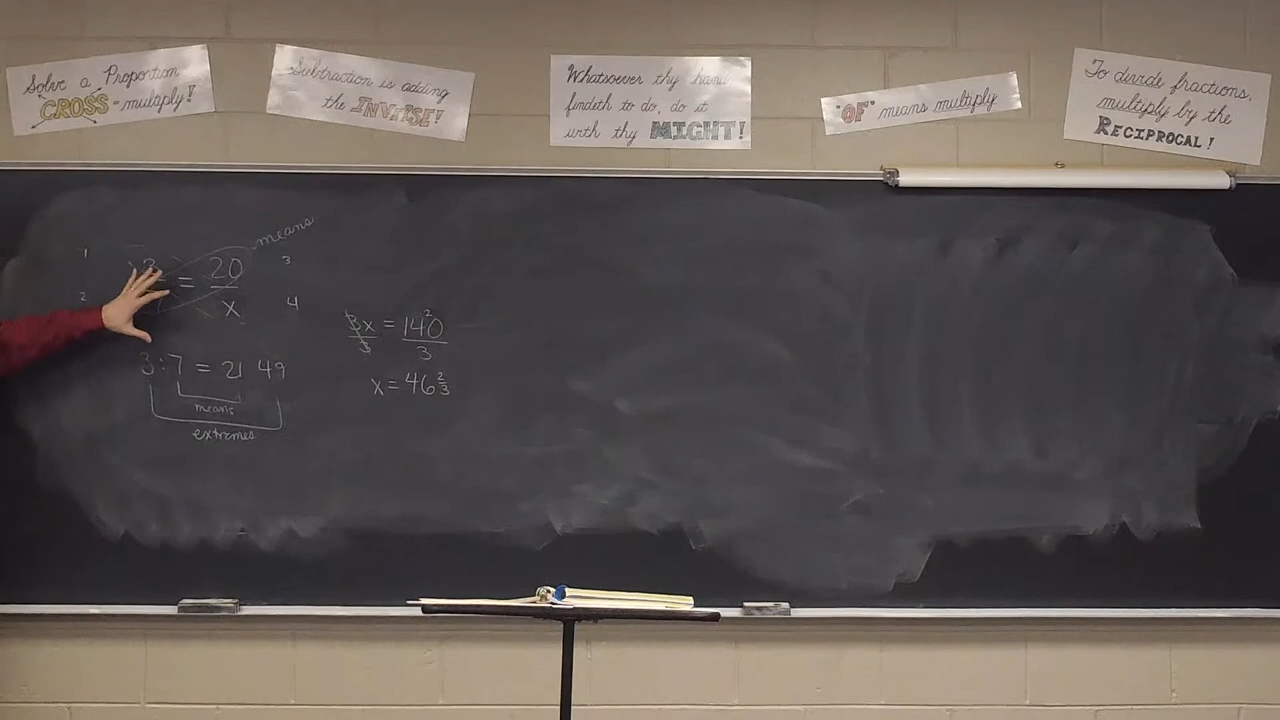 Solve a Proportion
CROSS-multiply!
Subtraction is adding
the INVERSE!
Whatsoever thy hand
findeth to do, do it
with thy MIGHT!
"OF" means multiply
To divide fractions,
multiply by the
RECIPROCAL!
means
1
3
3
= 20
x
2
4
3x = 140
3
3
2
x = 46 2/3
3:7 = 21 49
means
extremes